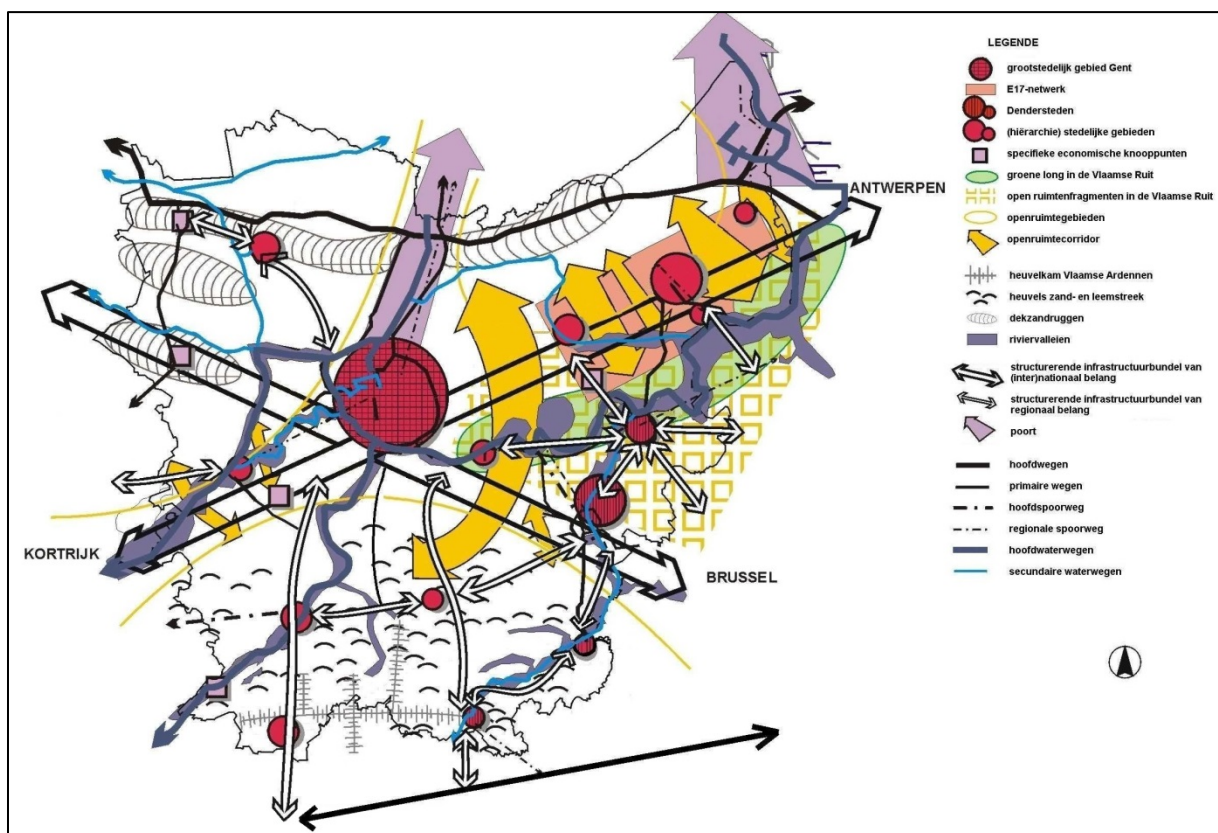 LEGENDE
grootstedelijk gebied Gent
E17-netwerk
Dendersteden
(hiërarchie) stedelijke gebieden
specifieke economische knooppunten
groene long in de Vlaamse Ruit
open ruimtenfragmenten in de Vlaamse Ruit
openruimtegebieden
openruimtecorridor
heuvelkam Vlaamse Ardennen
heuvels zand- en leemstreek
dekzandruggen
riviervalleien
structurerende infrastructuurbundel van
(inter)nationaal belang
structurerende infrastructuurbundel van
regionaal belang
poort
hoofdwegen
primaire wegen
hoofdspoorweg
regionale spoorweg
hoofdwaterwegen
secundaire waterwegen
ANTWERPEN
KORTRIJK
BRUSSEL